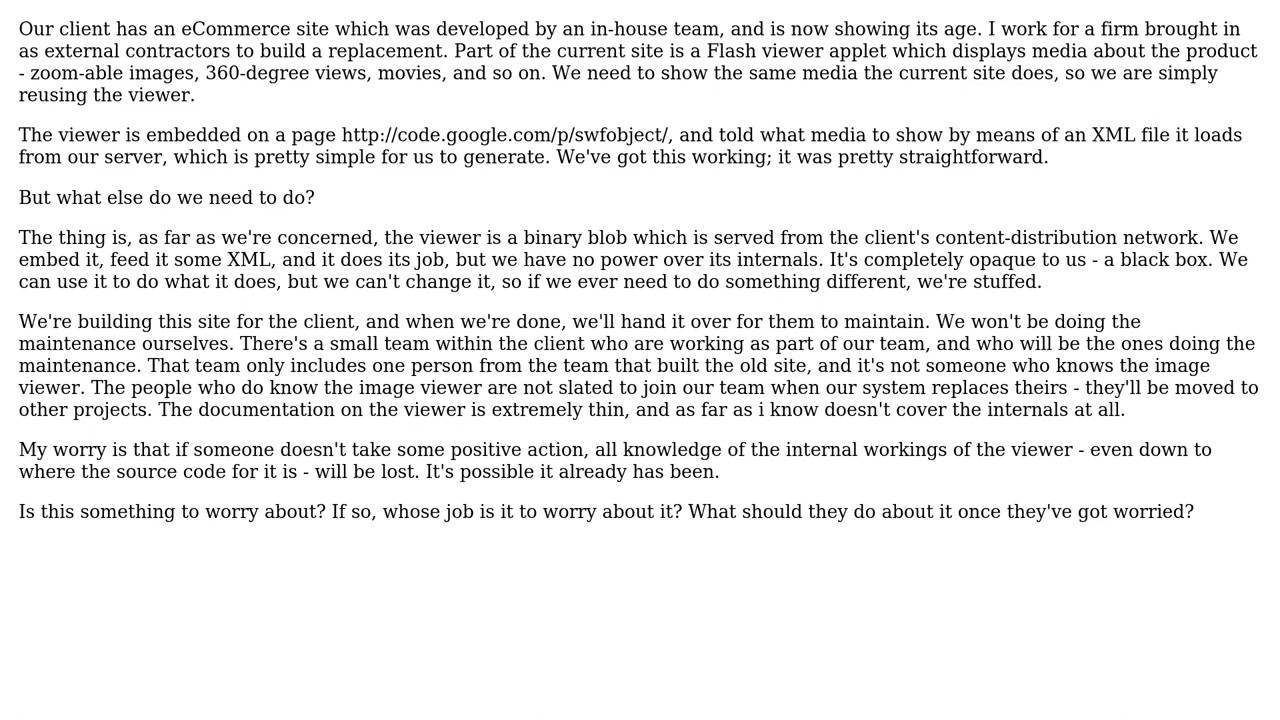 Our client has an eCommerce site which was developed by an in-house team, and is now showing its age. I work for a firm brought in
as external contractors to build a replacement. Part of the current site is a Flash viewer applet which displays media about the product
- zoom-able images, 360-degree views, movies, and so on. We need to show the same media the current site does, so we are simply
reusing the viewer.
The viewer is embedded on a page http://code.google.com/p/swfobject/, and told what media to show by means of an XML file it loads
from our server, which is pretty simple for us to generate. We've got this working; it was pretty straightforward.
But what else do we need to do?
The thing is, as far as we're concerned, the viewer is a binary blob which is served from the client's content-distribution network. We
embed it, feed it some XML, and it does its job, but we have no power over its internals. It's completely opaque to us - a black box. We
can use it to do what it does, but we can't change it, so if we ever need to do something different, we're stuffed.
We're building this site for the client, and when we're done, we'll hand it over for them to maintain. We won't be doing the
maintenance ourselves. There's a small team within the client who are working as part of our team, and who will be the ones doing the
maintenance. That team only includes one person from the team that built the old site, and it's not someone who knows the image
viewer. The people who do know the image viewer are not slated to join our team when our system replaces theirs - they'll be moved to
other projects. The documentation on the viewer is extremely thin, and as far as i know doesn't cover the internals at all.
My worry is that if someone doesn't take some positive action, all knowledge of the internal workings of the viewer - even down to
where the source code for it is - will be lost. It's possible it already has been.
Is this something to worry about? If so, whose job is it to worry about it? What should they do about it once they've got worried?